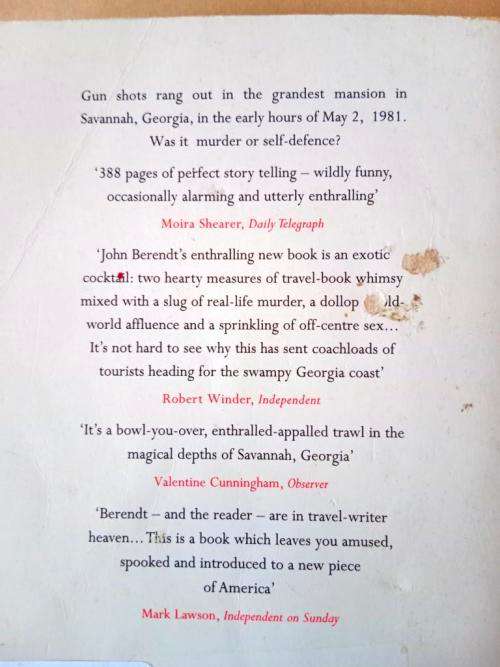 Gun shots rang out in the grandest mansion in
Savannah, Georgia, in the early hours of May 2, 1981.
Was it murder or self-defence?
‘388 pages of perfect story telling – wildly funny,
occasionally alarming and utterly enthralling’
Moira Shearer, Daily Telegraph
‘John Berendt’s enthralling new book is an exotic
cocktail: two hearty measures of travel-book whimsy
mixed with a slug of real-life murder, a dollop
world affluence and a sprinkling of off-centre sex...
It’s not hard to see why this has sent coachloads of
tourists heading for the swampy Georgia coast’
Robert Winder, Independent
‘It’s a bowl-you-over, enthralled-appalled trawl in the
magical depths of Savannah, Georgia’
Valentine Cunningham, Observer
‘Berendt – and the reader – are in travel-writer
heaven... This is a book which leaves you amused,
spooked and introduced to a new piece
of America’
Mark Lawson, Independent on Sunday